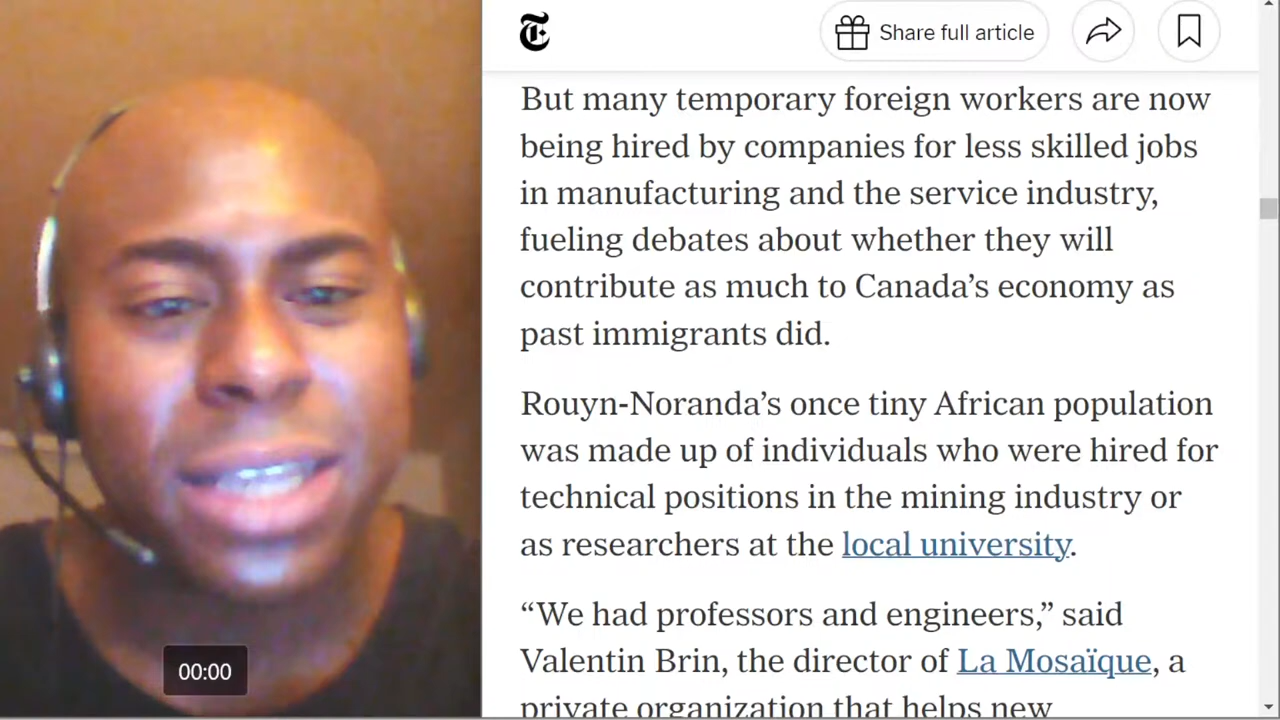 Share full article
But many temporary foreign workers are now
being hired by companies for less skilled jobs
in manufacturing and the service industry,
fueling debates about whether they will
contribute as much to Canada’s economy as
past immigrants did.
Rouyn-Noranda’s once tiny African population
was made up of individuals who were hired for
technical positions in the mining industry or
as researchers at the local university.
“We had professors and engineers,” said
Valentin Brin, the director of La Mosaïque, a
private organization that helps new
00:00